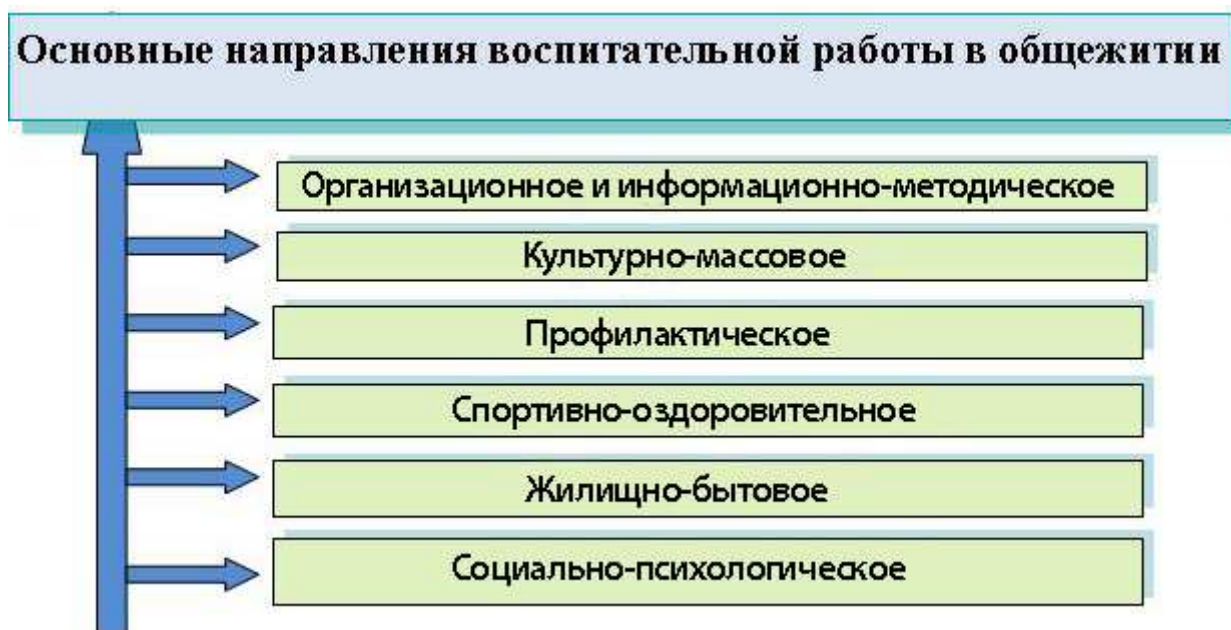 Основные направления воспитательной работы в общежитии
Организационное и информационно-методическое
Культурно-массовое
Профилактическое
Спортивно-оздоровительное
Жилищно-бытовое
Социально-психологическое